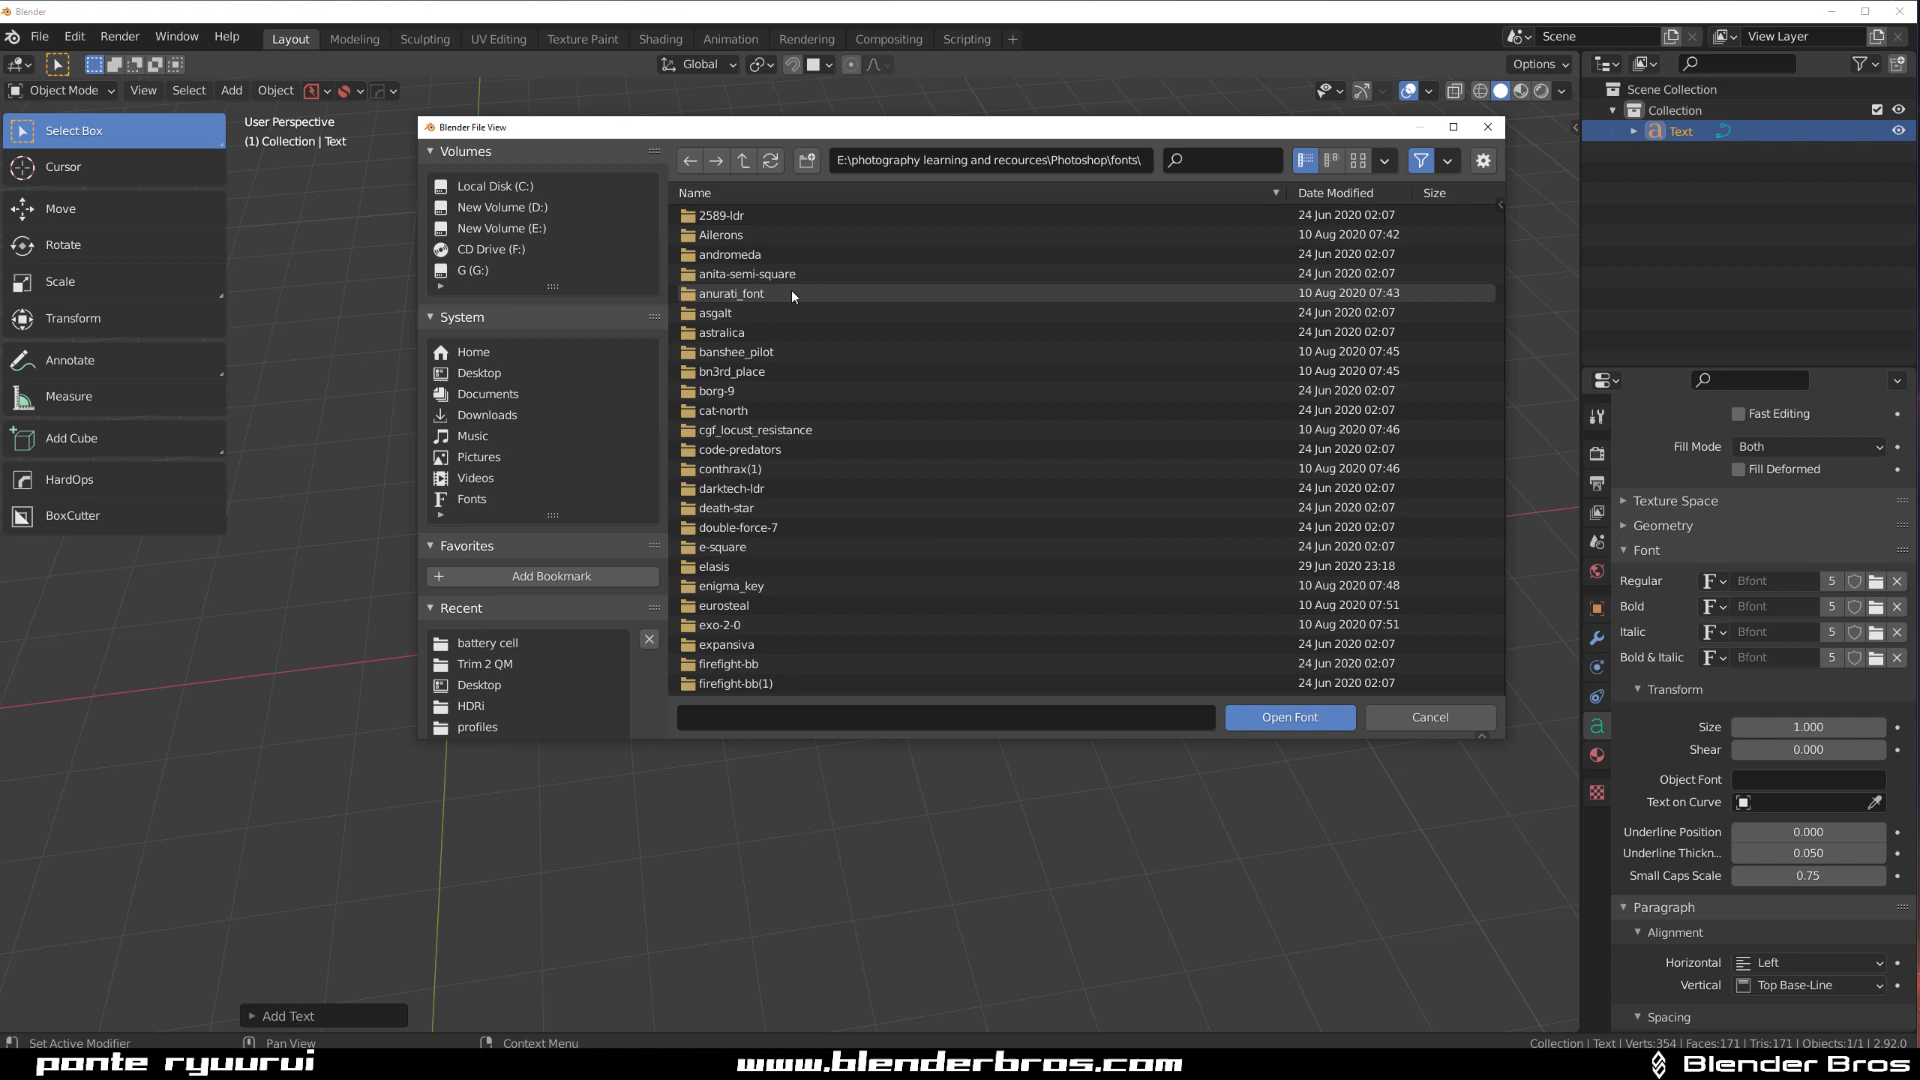 Blender
File Edit Render Window Help
Layout Modeling Sculpting UV Editing Texture Paint Shading Animation Rendering Compositing Scripting +
Scene
View Layer
Global
Options
Object Mode View Select Add Object
Select Box
Cursor
Move
Rotate
Scale
Transform
Annotate
Measure
Add Cube
HardOps
BoxCutter
User Perspective
(1) Collection | Text
Blender File View
Volumes
Local Disk (C:)
New Volume (D:)
New Volume (E:)
CD Drive (F:)
G (G:)
System
Home
Desktop
Documents
Downloads
Music
Pictures
Videos
Fonts
Favorites
Add Bookmark
Recent
battery cell
Trim 2 QM
Desktop
HDRi
profiles
E:\photography learning and recources\Photoshop\fonts\
Name Date Modified Size
2589-ldr 24 Jun 2020 02:07
Ailerons 10 Aug 2020 07:42
andromeda 24 Jun 2020 02:07
anita-semi-square 24 Jun 2020 02:07
anurati_font 10 Aug 2020 07:43
asgalt 24 Jun 2020 02:07
astralica 24 Jun 2020 02:07
banshee_pilot 10 Aug 2020 07:45
bn3rd_place 10 Aug 2020 07:45
borg-9 24 Jun 2020 02:07
cat-north 24 Jun 2020 02:07
cgf_locust_resistance 10 Aug 2020 07:46
code-predators 24 Jun 2020 02:07
conthrax(1) 10 Aug 2020 07:46
darktech-ldr 24 Jun 2020 02:07
death-star 24 Jun 2020 02:07
double-force-7 24 Jun 2020 02:07
e-square 24 Jun 2020 02:07
elasis 29 Jun 2020 23:18
enigma_key 10 Aug 2020 07:48
eurosteal 10 Aug 2020 07:51
exo-2-0 10 Aug 2020 07:51
expansiva 24 Jun 2020 02:07
firefight-bb 24 Jun 2020 02:07
firefight-bb(1) 24 Jun 2020 02:07
Open Font Cancel
Scene Collection
Collection
Text
Fast Editing
Fill Mode Both
Fill Deformed
Texture Space
Geometry
Font
Regular F Bfont 5
Bold F Bfont 5
Italic F Bfont 5
Bold & Italic F Bfont 5
Transform
Size 1.000
Shear 0.000
Object Font
Text on Curve
Underline Position 0.000
Underline Thickn... 0.050
Small Caps Scale 0.75
Paragraph
Alignment
Horizontal Left
Vertical Top Base-Line
Spacing
Add Text
Set Active Modifier Pan View Context Menu
Collection | Text | Verts:354 | Faces:171 | Tris:171 | Objects:1/1 | 2.92.0
ponte ryuurui www.blenderbros.com Blender Bros